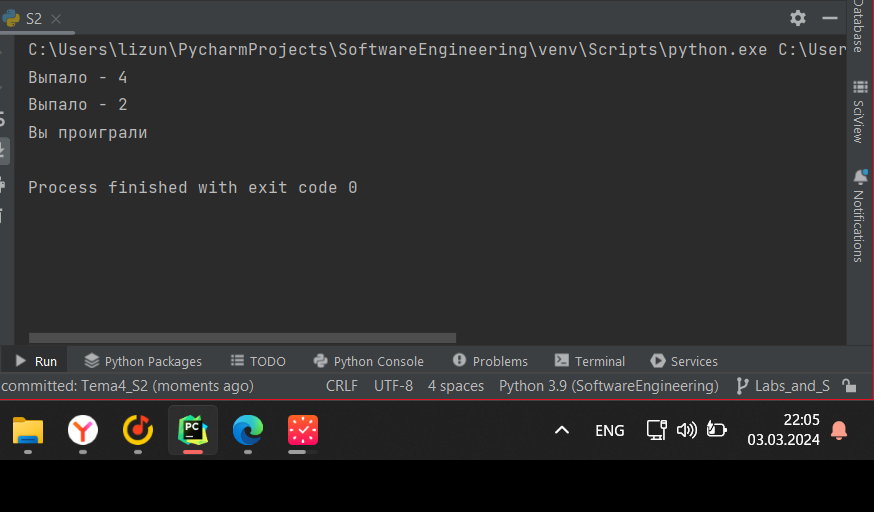 S2
C:\Users\lizun\PycharmProjects\SoftwareEngineering\venv\Scripts\python.exe C:\User
Выпало - 4
Выпало - 2
Вы проиграли
Process finished with exit code 0
Database
SciView
Notifications
Run Python Packages TODO Python Console Problems Terminal Services
committed: Tema4_S2 (moments ago) CRLF UTF-8 4 spaces Python 3.9 (SoftwareEngineering) Labs_and_S
PC ENG 22:05
03.03.2024